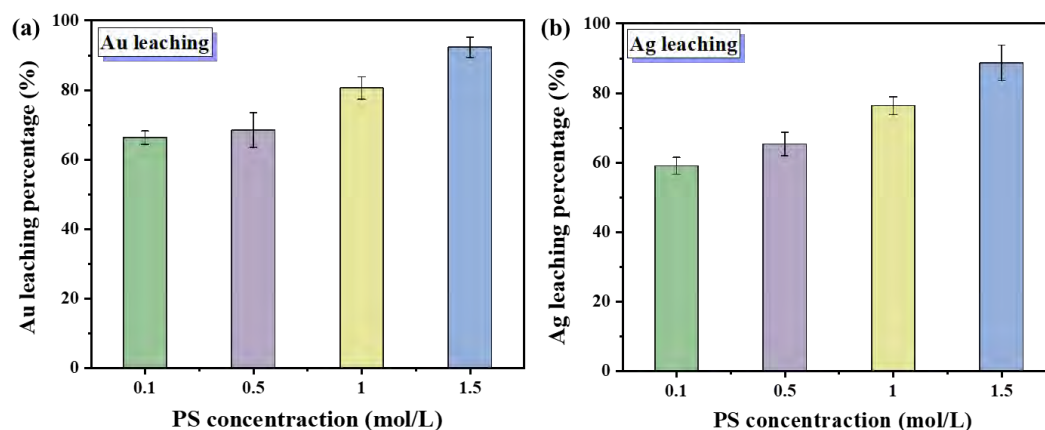 (a)
Au leaching
Au leaching percentage (%)
100
80
60
40
20
0
0.1 0.5 1 1.5
PS concentraction (mol/L)
(b)
Ag leaching
Ag leaching percentage (%)
100
80
60
40
20
0
0.1 0.5 1 1.5
PS concentraction (mol/L)